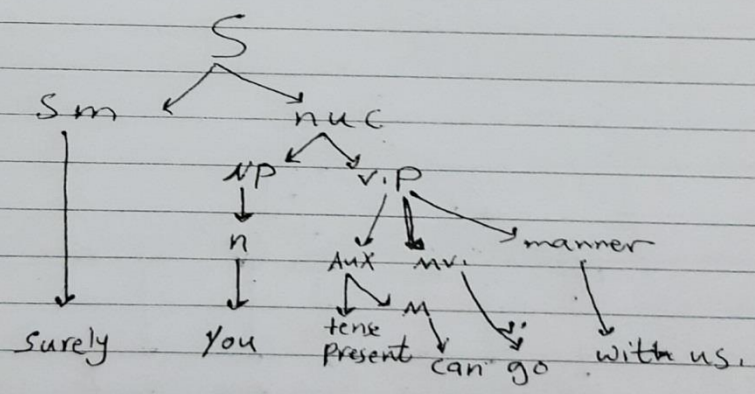 S
Sm nuc
NP V.P
n Aux MV. manner
M
Surely You tense present can go with us.